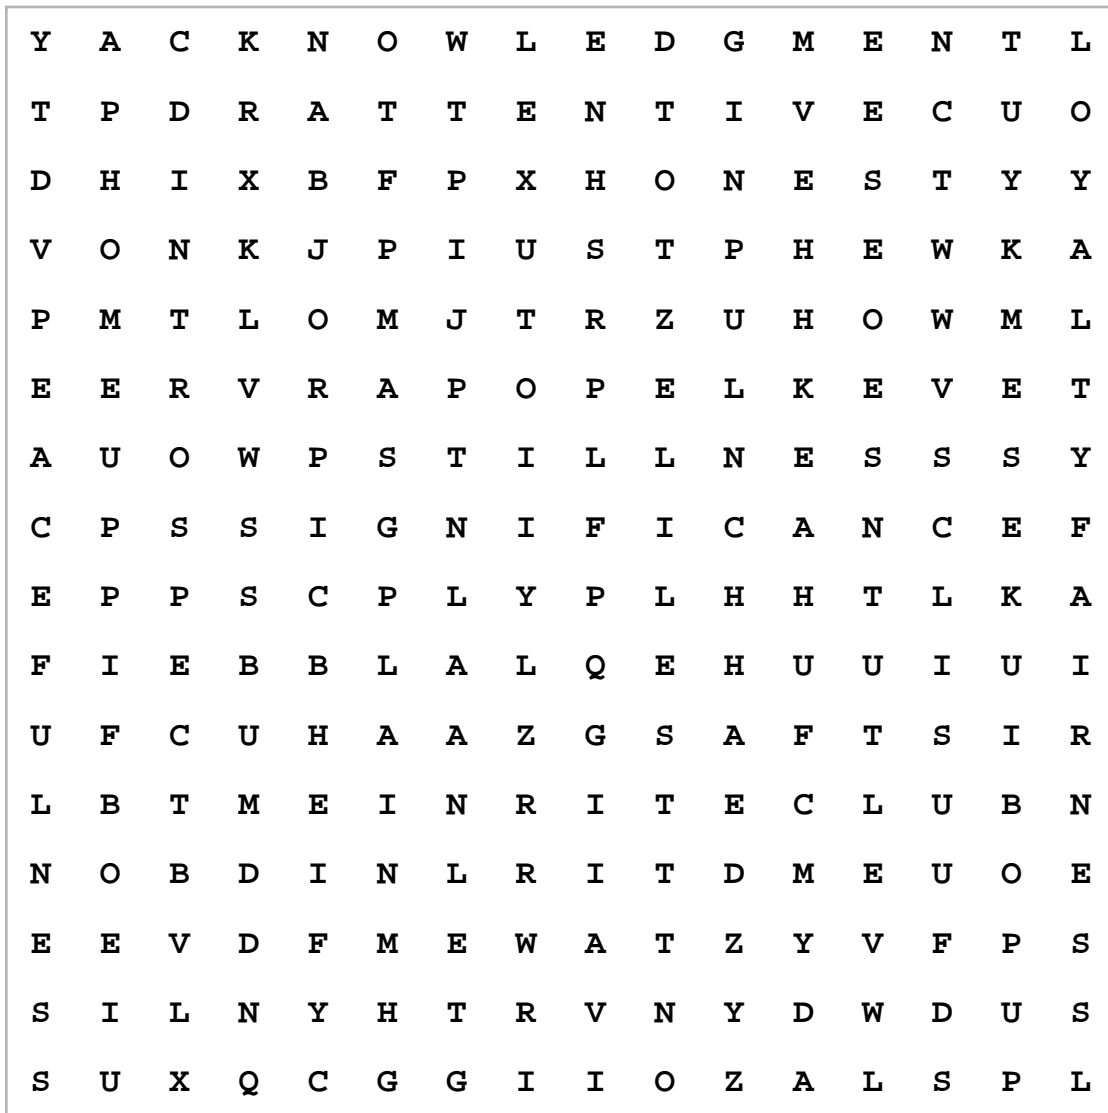 Y A C K N O W L E D G M E N T L
T P D R A T T E N T I V E C U O
D H I X B F P X H O N E S T Y Y
V O N K J P I U S T P H E W K A
P M T L O M J T R Z U H O W M L
E E R V R A P O P E L K E V E T
A U O W P S T I L L N E S S S Y
C P S S I G N I F I C A N C E F
E P P S C P L Y P L H H T L K A
F I E B B L A L Q E H U U I U I
U F C U H A A Z G S A F T S I R
L B T M E I N R I T E C L U B N
N O B D I N L R I T D M E U O E
E E V D F M E W A T Z Y V F P S
S I L N Y H T R V N Y D W D U S
S U X Q C G G I I O Z A L S P L